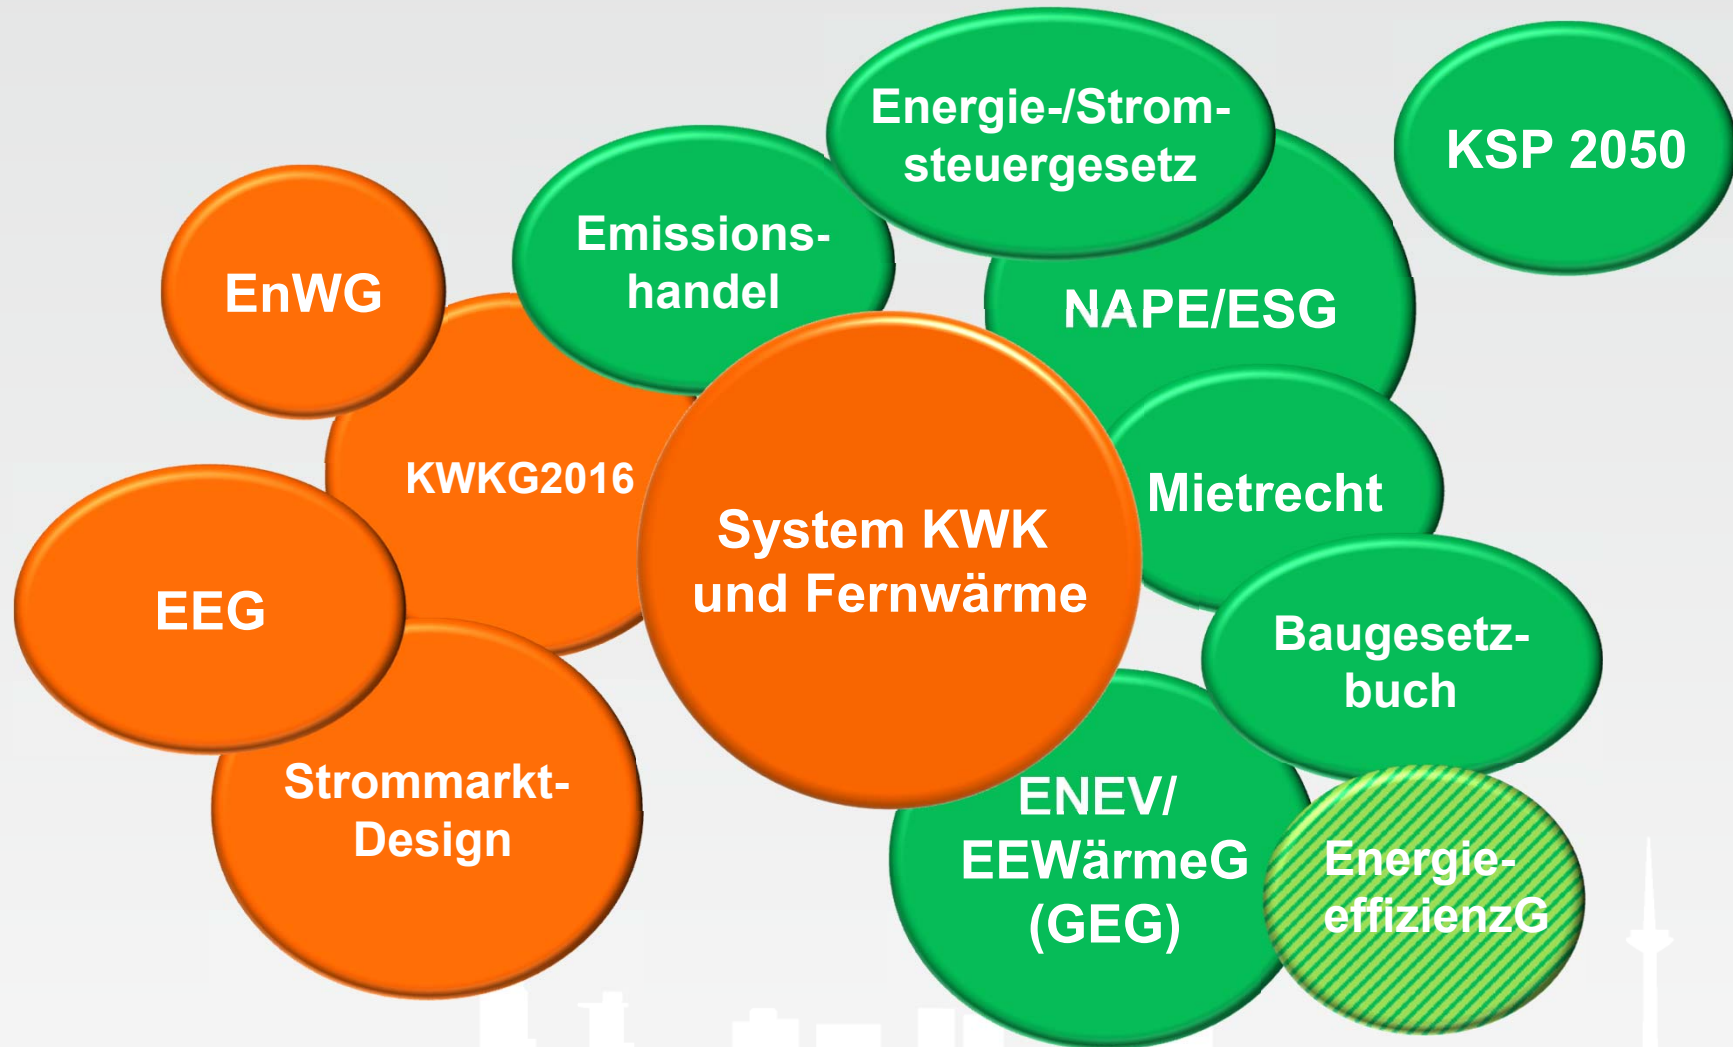 Energie-/Strom-
steuergesetz
KSP 2050
Emissions-
handel
EnWG
NAPE/ESG
KWKG2016
Mietrecht
System KWK
und Fernwärme
EEG
Baugesetz-
buch
Strommarkt-
Design
ENEV/
EEWärmeG
(GEG)
Energie-
effizienzG